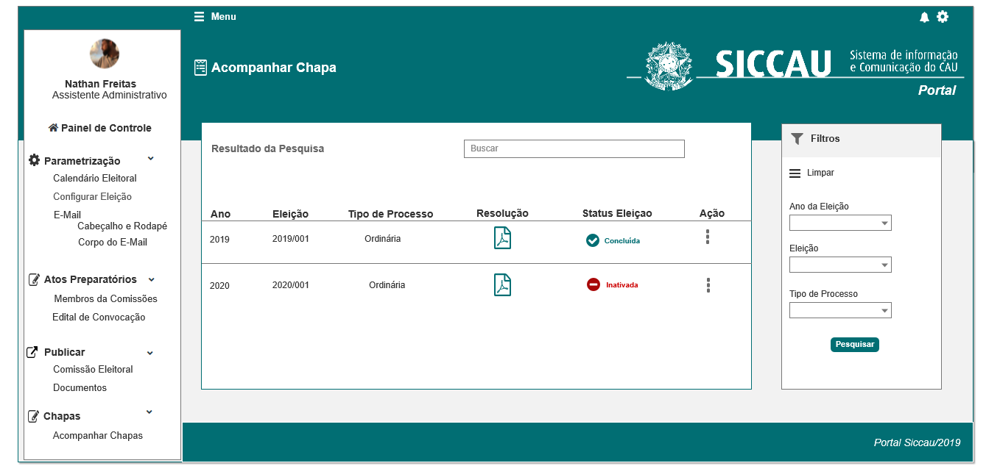 Menu
Nathan Freitas
Assistente Administrativo
Painel de Controle
Parametrização
Calendário Eleitoral
Configurar Eleição
E-Mail
Cabeçalho e Rodapé
Corpo do E-Mail
Atos Preparatórios
Membros da Comissões
Edital de Convocação
Publicar
Comissão Eleitoral
Documentos
Chapas
Acompanhar Chapas
Acompanhar Chapa
SICCAU
Sistema de informação
e Comunicação do CAU
Portal
Resultado da Pesquisa
Buscar
Ano Eleição Tipo de Processo Resolução Status Eleiçao Ação
2019 2019/001 Ordinária Concluída
2020 2020/001 Ordinária Inativada
Filtros
Limpar
Ano da Eleição
Eleição
Tipo de Processo
Pesquisar
Portal Siccau/2019